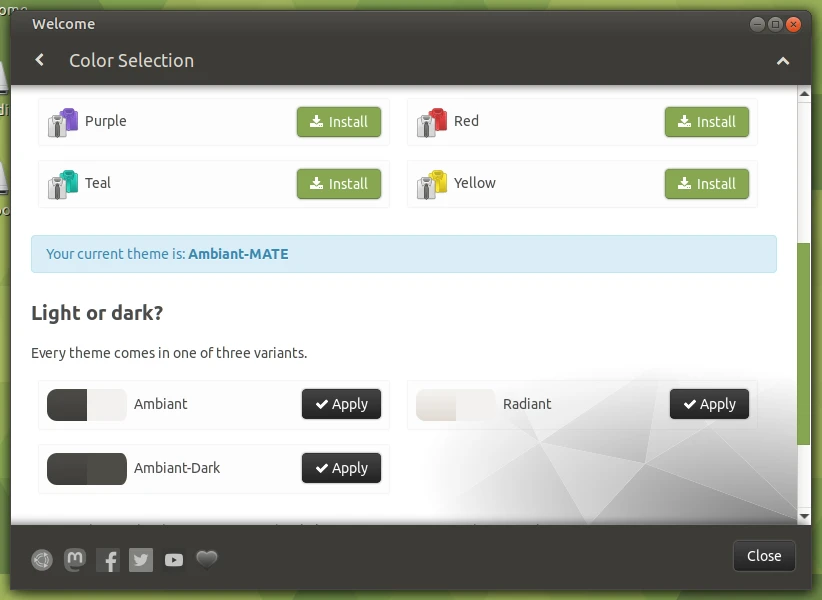 Welcome
Color Selection
Purple Install Red Install
Teal Install Yellow Install
Your current theme is: Ambiant-MATE
Light or dark?
Every theme comes in one of three variants.
Ambiant Apply Radiant Apply
Ambiant-Dark Apply
Close